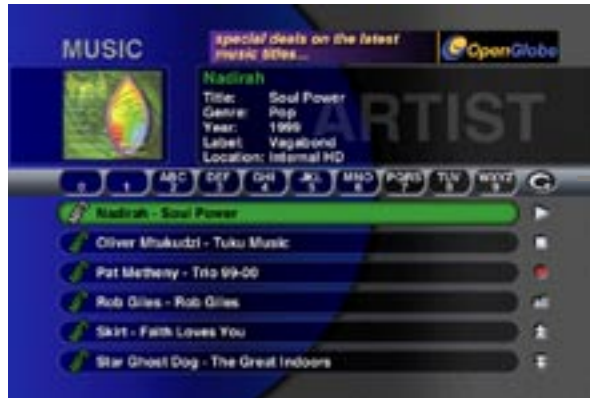 MUSIC
special deals on the latest
music titles...
OpenGlobe
Nadirah
Title: Soul Power
Genre: Pop
Year: 1999
Label: Vagabond
Location: Internal HD
ARTIST
0 1 ABC 2 DEF 3 GHI 4 JKL 5 MNO 6 PQRS 7 TUV 8 WXYZ 9
Nadirah - Soul Power
Oliver Mtukudzi - Tuku Music
Pat Metheny - Trio 99-00
Rob Giles - Rob Giles
Skirt - Faith Loves You
Star Ghost Dog - The Great Indoors
all